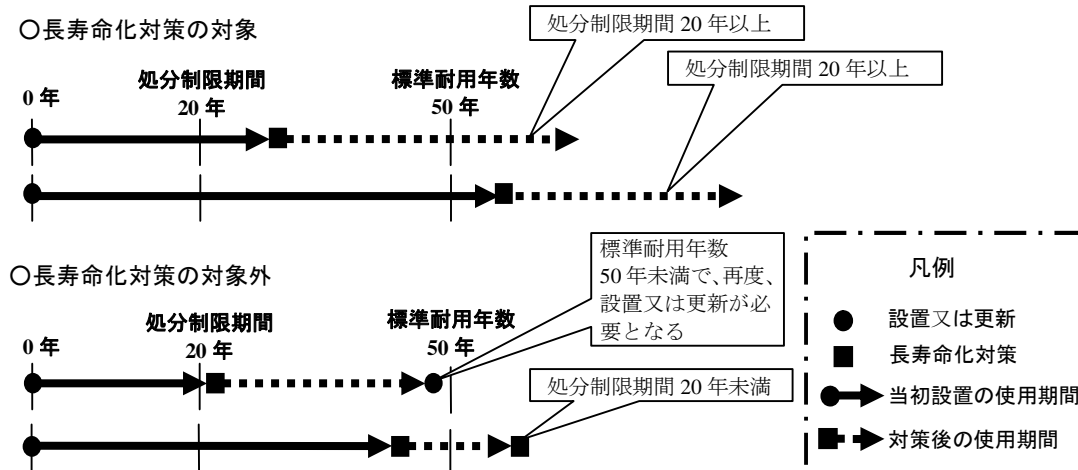 ○長寿命化対策の対象
処分制限期間 20 年以上
処分制限期間 20 年以上
0 年
処分制限期間
20 年
標準耐用年数
50 年
○長寿命化対策の対象外
標準耐用年数
50 年未満で、再度、
設置又は更新が必
要となる
0 年
処分制限期間
20 年
標準耐用年数
50 年
処分制限期間 20 年未満
凡例
設置又は更新
長寿命化対策
当初設置の使用期間
対策後の使用期間